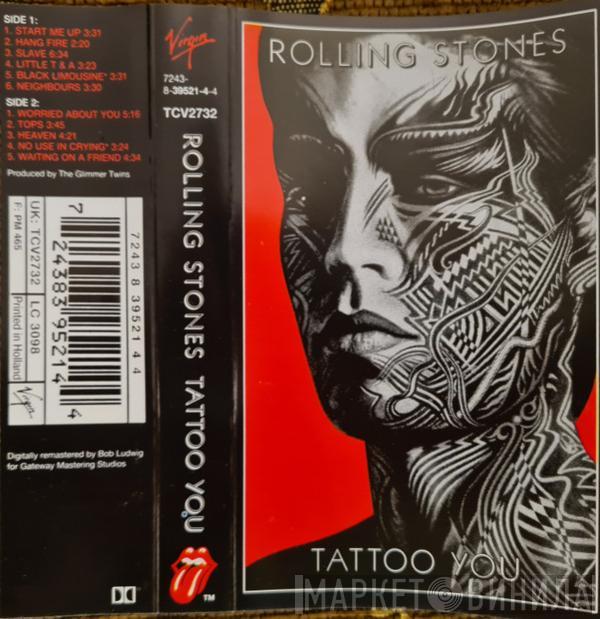 SIDE 1:
1. START ME UP 3:31
2. HANG FIRE 2:20
3. SLAVE 6:34
4. LITTLE T & A 3:23
5. BLACK LIMOUSINE* 3:31
6. NEIGHBOURS 3:30
SIDE 2:
1. WORRIED ABOUT YOU 5:16
2. TOPS 3:45
3. HEAVEN 4:21
4. NO USE IN CRYING* 3:24
5. WAITING ON A FRIEND 4:34
Produced by The Glimmer Twins
7243 8 39521 4 4
7 24383 95214 4
UK: TCV2732
LC 3098
F: PM 465
Printed in Holland
Virgin
Digitally remastered by Bob Ludwig
for Gateway Mastering Studios
Virgin
7243-
8-39521-4-4
TCV2732
ROLLING STONES TATTOO YOU
TM
ROLLING STONES
TATTOO YOU
МАРКЕТ ВИНИЛА